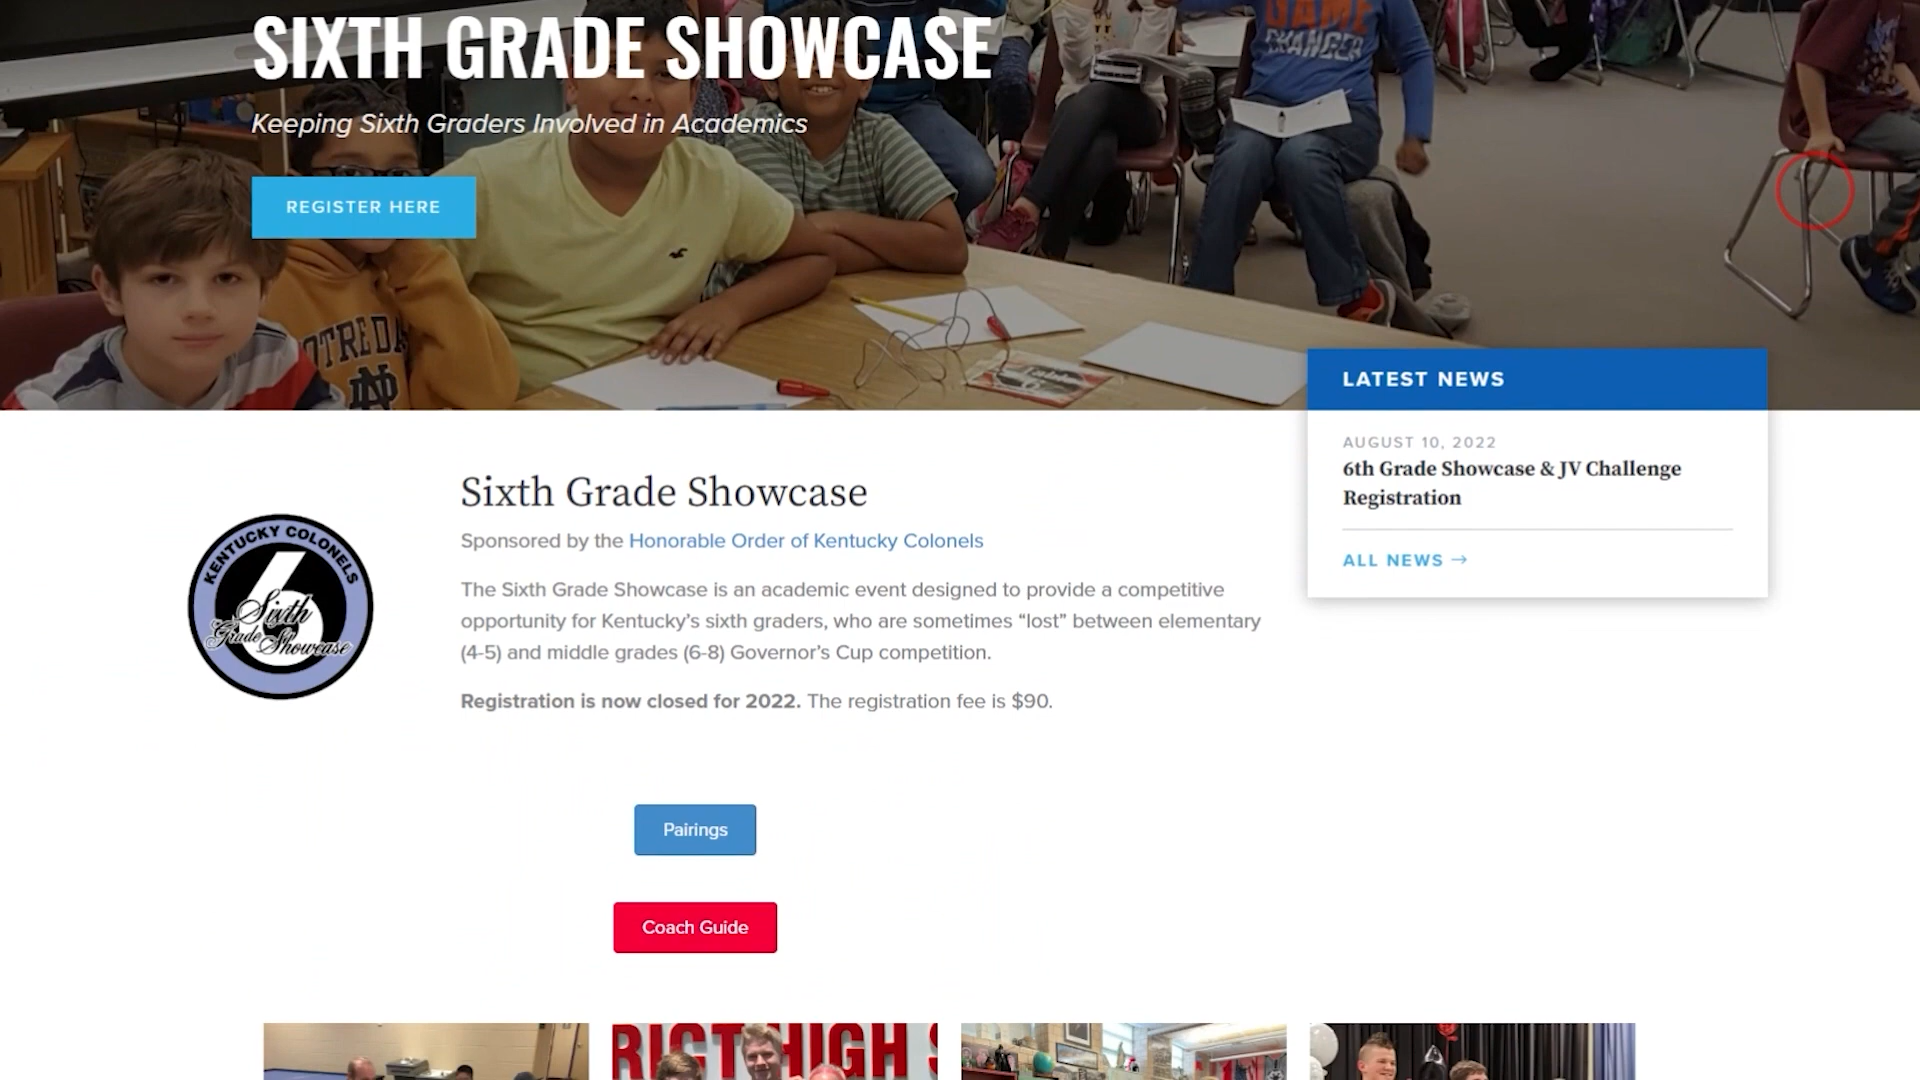 SIXTH GRADE SHOWCASE
Keeping Sixth Graders Involved in Academics
REGISTER HERE
GAME
CHANGER
LATEST NEWS
AUGUST 10, 2022
6th Grade Showcase & JV Challenge
Registration
ALL NEWS →
Sixth Grade Showcase
Sponsored by the Honorable Order of Kentucky Colonels
The Sixth Grade Showcase is an academic event designed to provide a competitive
opportunity for Kentucky’s sixth graders, who are sometimes “lost” between elementary
(4-5) and middle grades (6-8) Governor’s Cup competition.
Registration is now closed for 2022. The registration fee is $90.
KENTUCKY COLONELS
6
Sixth
Grade Showcase
Pairings
Coach Guide
HIGH